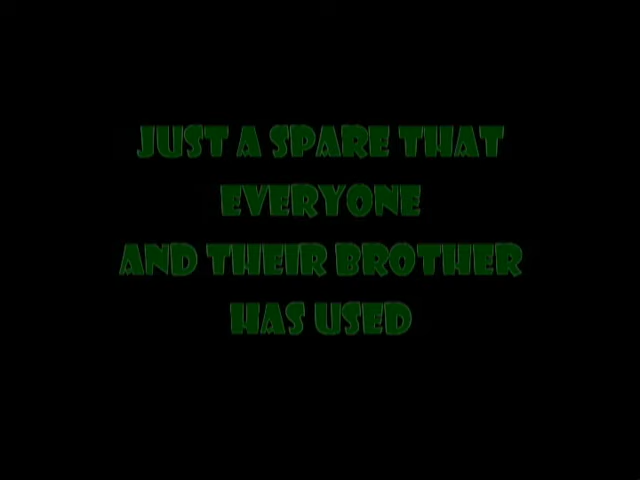 JUST A SPARE THAT
EVERYONE
AND THEIR BROTHER
HAS USED